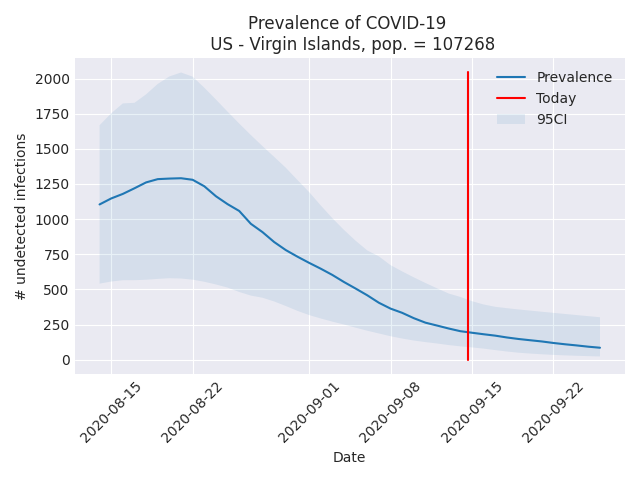 Prevalence of COVID-19
US - Virgin Islands, pop. = 107268
2000
1750
1500
1250
1000
750
500
250
0
# undetected infections
Prevalence
Today
95CI
2020-08-15
2020-08-22
2020-09-01
2020-09-08
2020-09-15
2020-09-22
Date